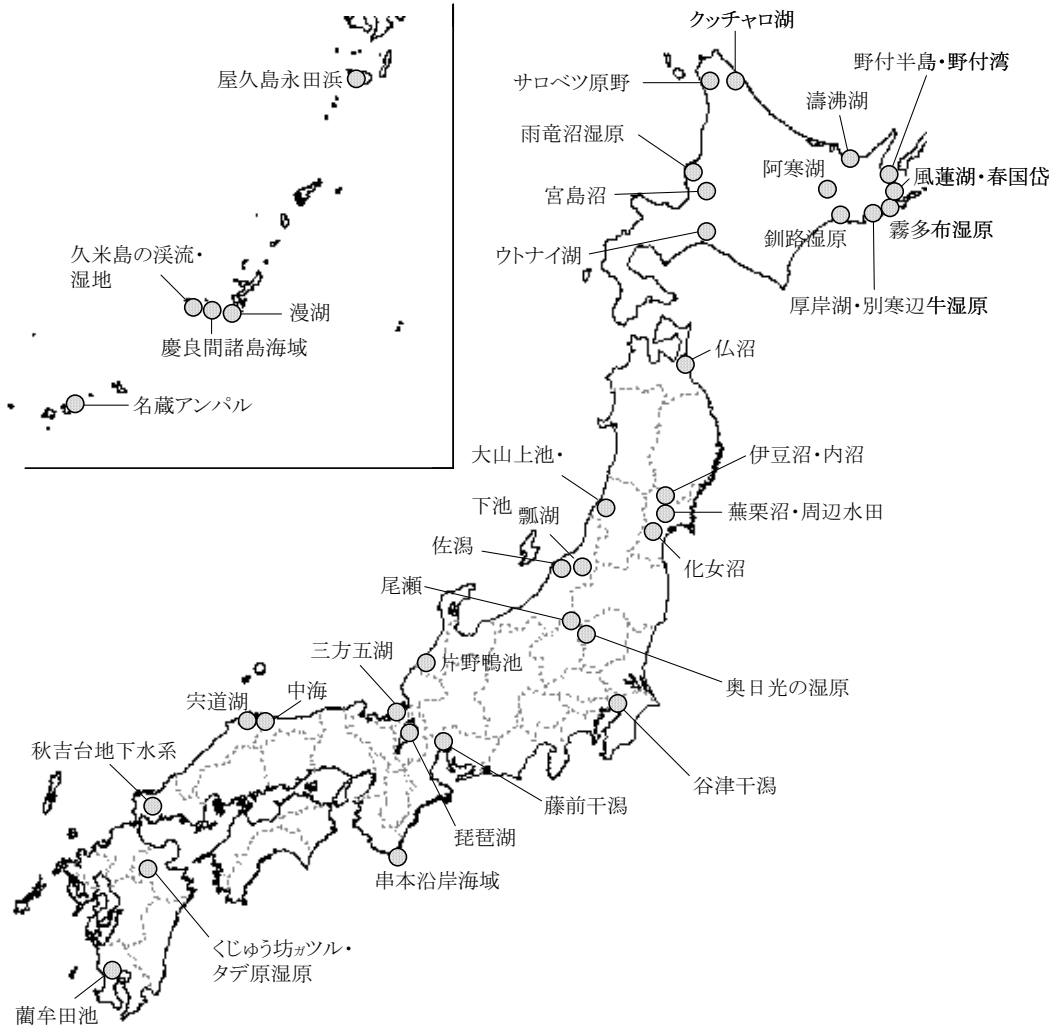 クッチャロ湖
屋久島永田浜
サロベツ原野
野付半島・野付湾
濤沸湖
雨竜沼湿原
阿寒湖
風蓮湖・春国岱
宮島沼
霧多布湿原
釧路湿原
ウトナイ湖
久米島の渓流・
湿地
厚岸湖・別寒辺牛湿原
漫湖
慶良間諸島海域
仏沼
名蔵アンパル
大山上池・
下池
伊豆沼・内沼
蕪栗沼・周辺水田
瓢湖
佐潟
化女沼
尾瀬
三方五湖
片野鴨池
奥日光の湿原
宍道湖
中海
秋吉台地下水系
谷津干潟
藤前干潟
琵琶湖
串本沿岸海域
くじゅう坊ガツル・
タデ原湿原
藺牟田池